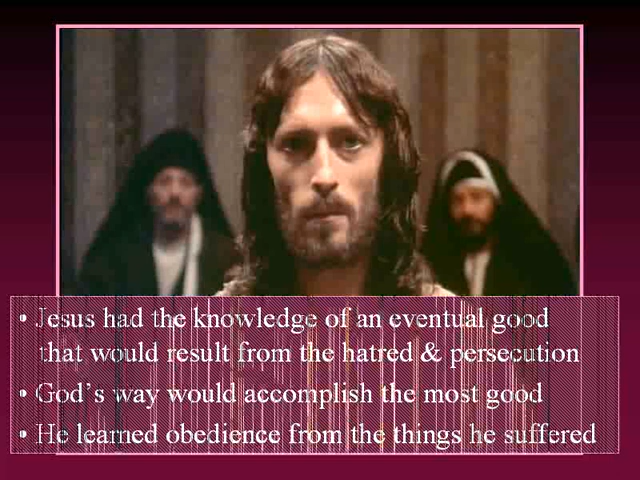 • Jesus had the knowledge of an eventual good
that would result from the hatred & persecution
• God’s way would accomplish the most good
• He learned obedience from the things he suffered